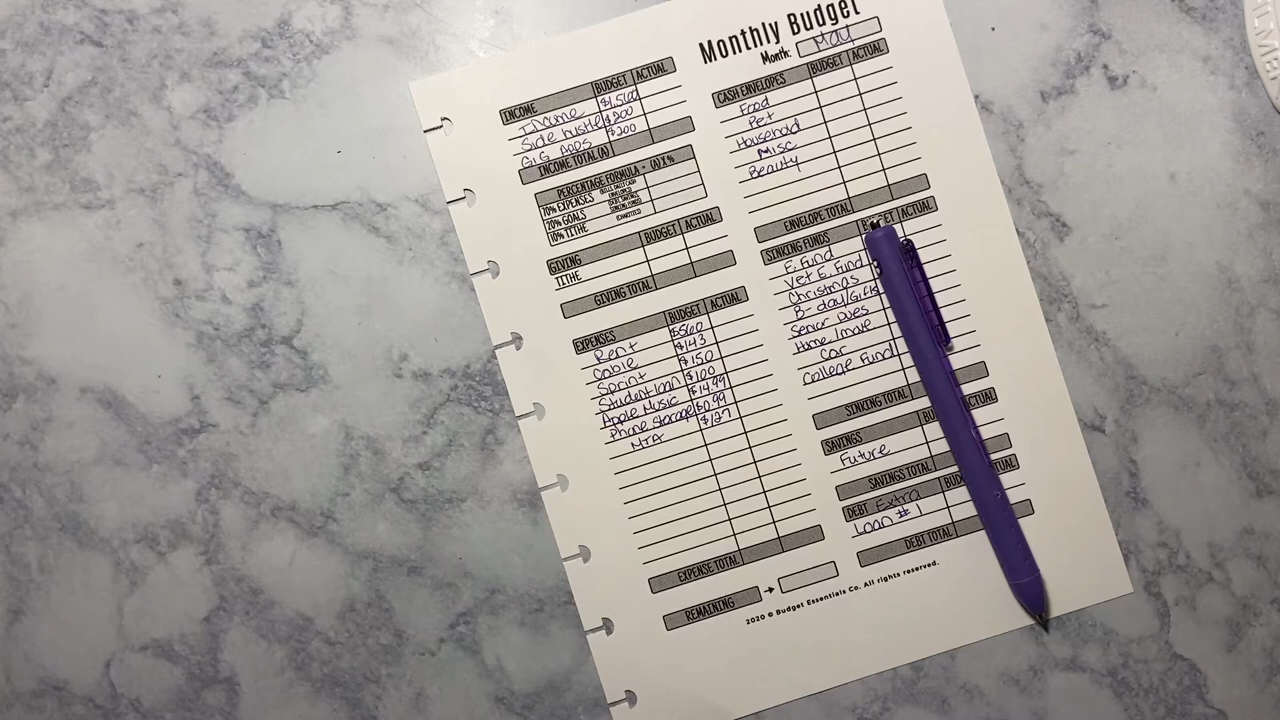 Monthly Budget
Month: May
INCOME BUDGET ACTUAL
Income $1,500
Side hustle $200
GIG Apps $200
INCOME TOTAL (A)
PERCENTAGE FORMULA - (A) X %
70% EXPENSES
20% GOALS
10% TITHE (CHARITIES)
GIVING BUDGET ACTUAL
TITHE
GIVING TOTAL
EXPENSES BUDGET ACTUAL
Rent $560
Cable $143
Sprint $150
Student loan $100
Apple Music $14.99
Phone Storage $0.99
MTA $127
EXPENSE TOTAL
REMAINING
CASH ENVELOPES BUDGET ACTUAL
Food
Pet
Household
Misc
Beauty
ENVELOPE TOTAL
SINKING FUNDS BUDGET ACTUAL
E. Fund
Vet E. Fund
Christmas
B-day/Gifts
Senior Dues
Home Imove
Car
College Fund
SINKING TOTAL
SAVINGS ACTUAL
Future
SAVINGS TOTAL
DEBT Extra
Loan #1
DEBT TOTAL
2020 © Budget Essentials Co. All rights reserved.